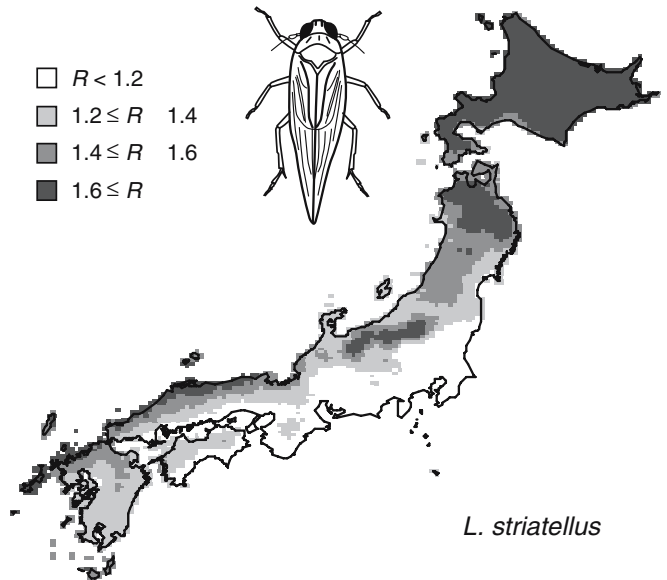 R < 1.2
1.2 ≤ R 1.4
1.4 ≤ R 1.6
1.6 ≤ R
L. striatellus